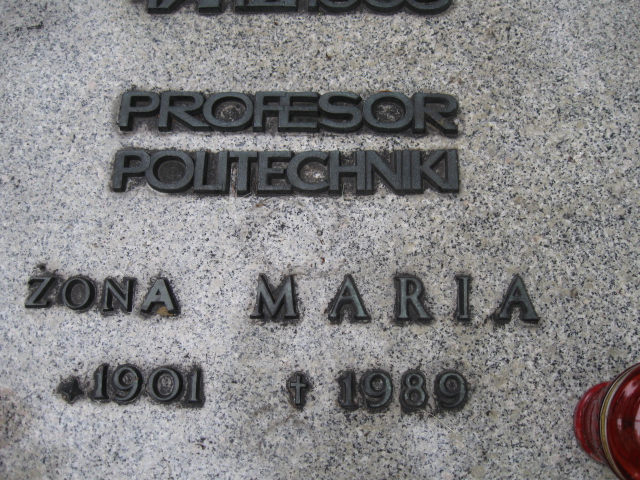 PROFESOR
POLITECHNIKI
ŻONA MARIA
★ 1901 † 1989